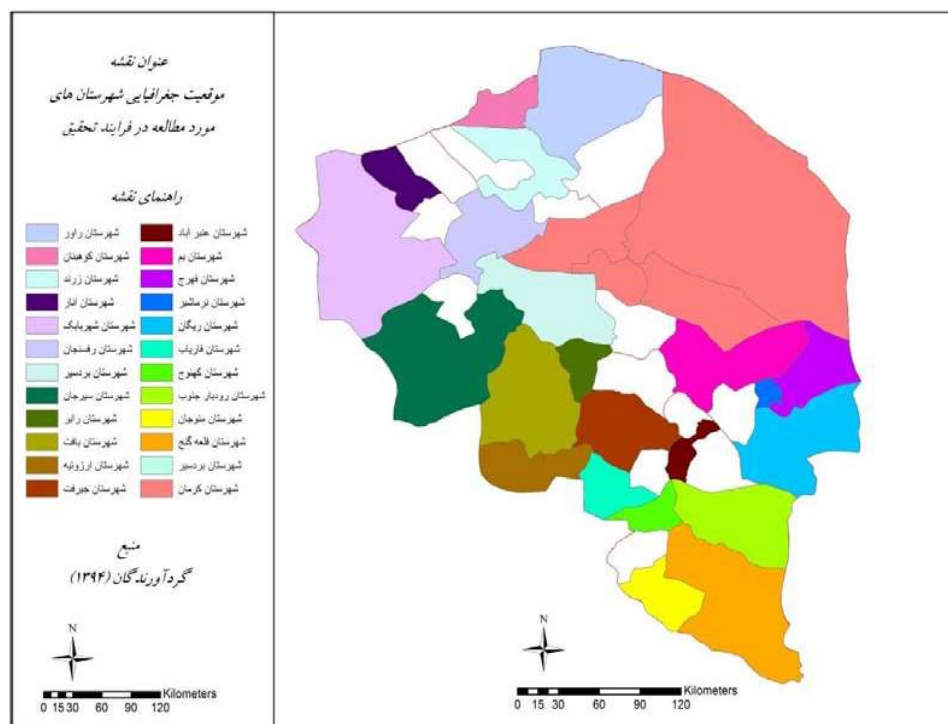 عنوان نقشه
موقعیت جغرافیایی شهرستان های
مورد مطالعه در فرایند تحقیق
راهنمای نقشه
شهرستان راور
شهرستان کوهبنان
شهرستان زرند
شهرستان انار
شهرستان شهربابک
شهرستان رفسنجان
شهرستان بردسیر
شهرستان سیرجان
شهرستان رابر
شهرستان بافت
شهرستان ارزوئیه
شهرستان جیرفت
شهرستان عنبر آباد
شهرستان بم
شهرستان فهرج
شهرستان نرماشیر
شهرستان ریگان
شهرستان فاریاب
شهرستان کهنوج
شهرستان رودبار جنوب
شهرستان منوجان
شهرستان قلعه گنج
شهرستان بردسیر
شهرستان کرمان
منبع
گردآورندگان (۱۳۹۴)
N
Kilometers
0 15 30 60 90 120
N
Kilometers
0 15 30 60 90 120